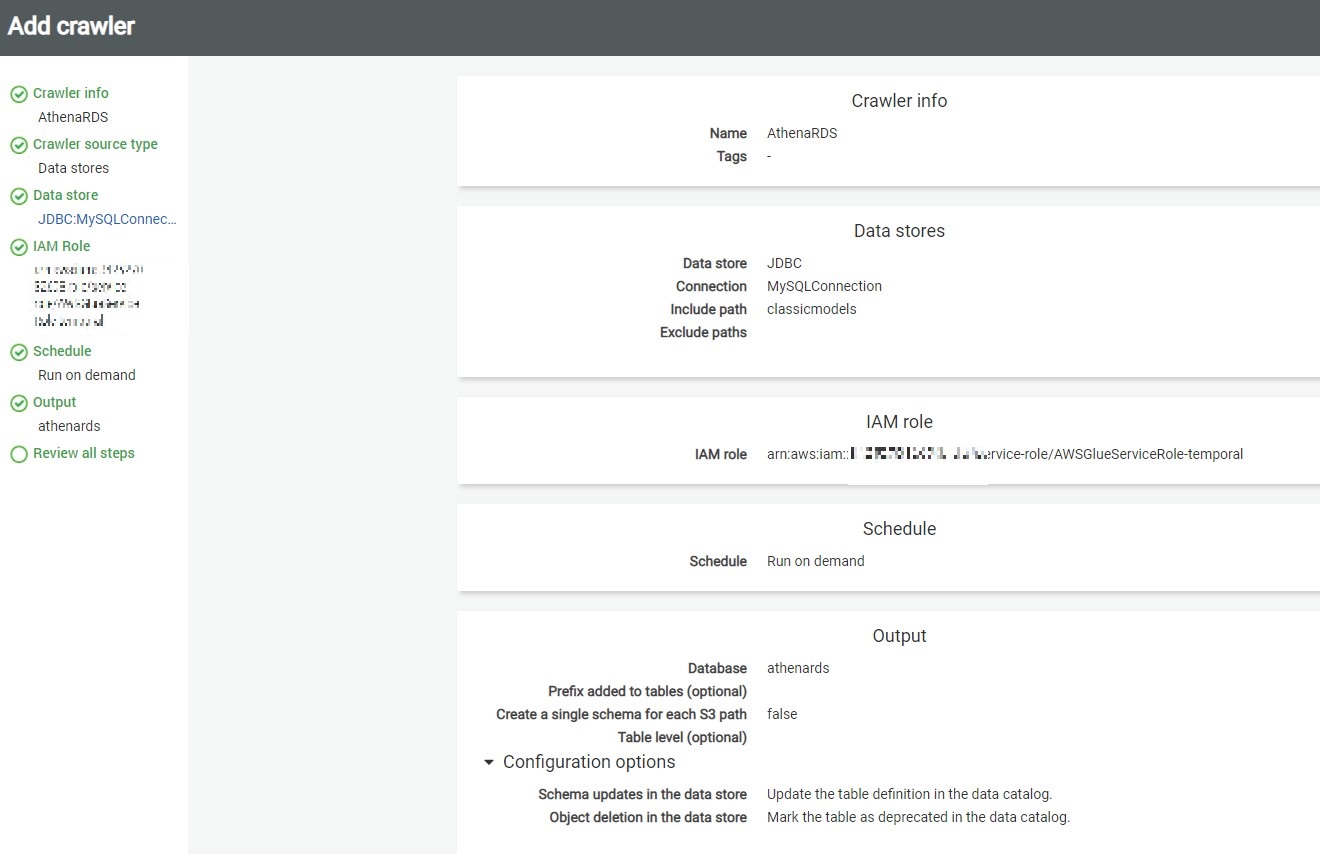 Add crawler
Crawler info
AthenaRDS
Crawler source type
Data stores
Data store
JDBC:MySQLConnec...
IAM Role
Schedule
Run on demand
Output
athenards
Review all steps
Crawler info
Name AthenaRDS
Tags -
Data stores
Data store JDBC
Connection MySQLConnection
Include path classicmodels
Exclude paths
IAM role
IAM role arn:aws:iam:: ervice-role/AWSGlueServiceRole-temporal
Schedule
Schedule Run on demand
Output
Database athenards
Prefix added to tables (optional)
Create a single schema for each S3 path false
Table level (optional)
Configuration options
Schema updates in the data store Update the table definition in the data catalog.
Object deletion in the data store Mark the table as deprecated in the data catalog.